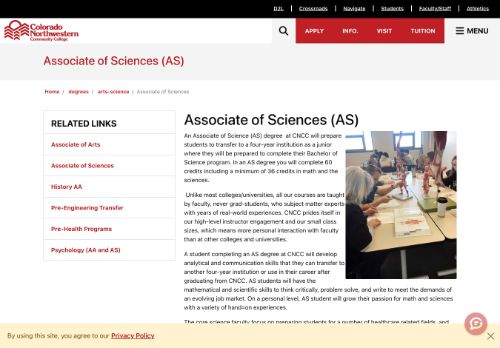 D2L | Crossroads | Navigate | Students | Faculty/Staff | Athletics
Colorado
Northwestern
Community College
APPLY INFO. VISIT TUITION MENU
Associate of Sciences (AS)
Home / degrees / arts-science / Associate of Sciences
RELATED LINKS
Associate of Arts
Associate of Sciences
History AA
Pre-Engineering Transfer
Pre-Health Programs
Psychology (AA and AS)
Associate of Sciences (AS)
An Associate of Science (AS) degree at CNCC will prepare
students to transfer to a four-year institution as a junior
where they will be prepared to complete their Bachelor of
Science program. In an AS degree you will complete 60
credits including a minimum of 36 credits in math and the
sciences.
Unlike most colleges/universities, all our courses are taught
by faculty, never grad-students, who subject matter experts
with years of real-world experiences. CNCC prides itself in
our high-level instructor engagement and our small class
sizes, which means more personal interaction with faculty
than at other colleges and universities.
A student completing an AS degree at CNCC will develop
analytical and communication skills that they can transfer to
another four-year institution or use in their career after
graduating from CNCC. AS students will have the
mathematical and scientific skills to think critically, problem solve, and write to meet the demands of
an evolving job market. On a personal level, AS student will grow their passion for math and sciences
with a variety of hand=on experiences.
The core science faculty focus on preparing students for a number of healthcare related fields, and
By using this site, you agree to our Privacy Policy